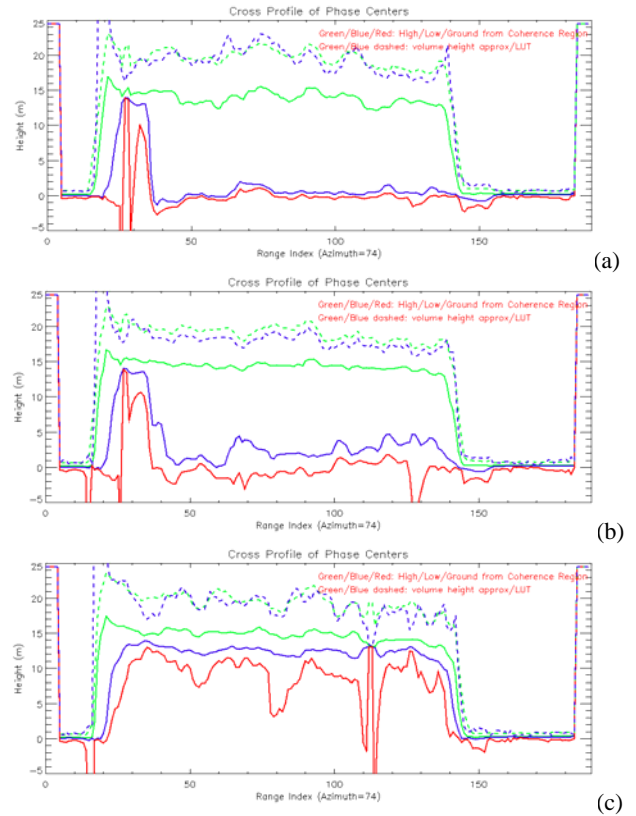 Cross Profile of Phase Centers
Green/Blue/Red: High/Low/Ground from Coherence Region
Green/Blue dashed: volume height approx/LUT
Height (m)
25
20
15
10
5
0
-5
0 50 100 150
Range Index (Azimuth=74)
(a)
Cross Profile of Phase Centers
Green/Blue/Red: High/Low/Ground from Coherence Region
Green/Blue dashed: volume height approx/LUT
Height (m)
25
20
15
10
5
0
-5
0 50 100 150
Range Index (Azimuth=74)
(b)
Cross Profile of Phase Centers
Green/Blue/Red: High/Low/Ground from Coherence Region
Green/Blue dashed: volume height approx/LUT
Height (m)
25
20
15
10
5
0
-5
0 50 100 150
Range Index (Azimuth=74)
(c)